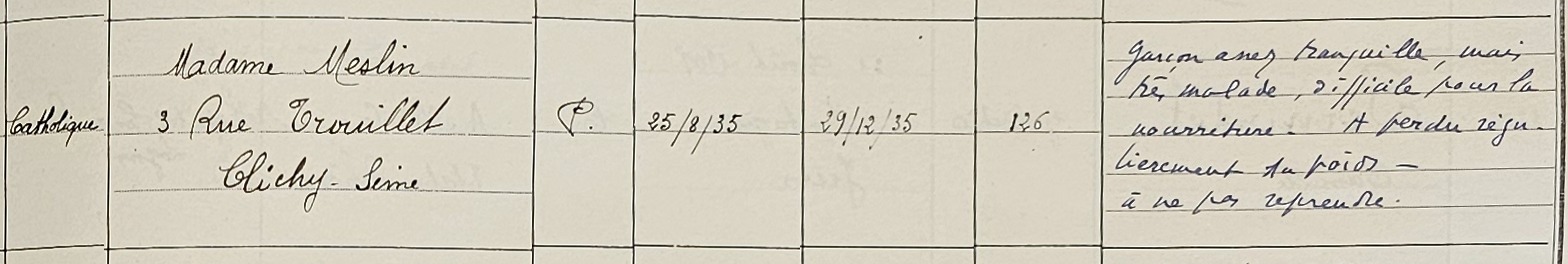 Catholique
Madame Meslin
3 Rue Trouillet
Clichy - Seine
P.
25/8/35
29/12/35
126
garçon assez tranquille, mais
très malade, difficile pour la
nourriture. A perdu régu-
lièrement du poids —
à ne pas reprendre.